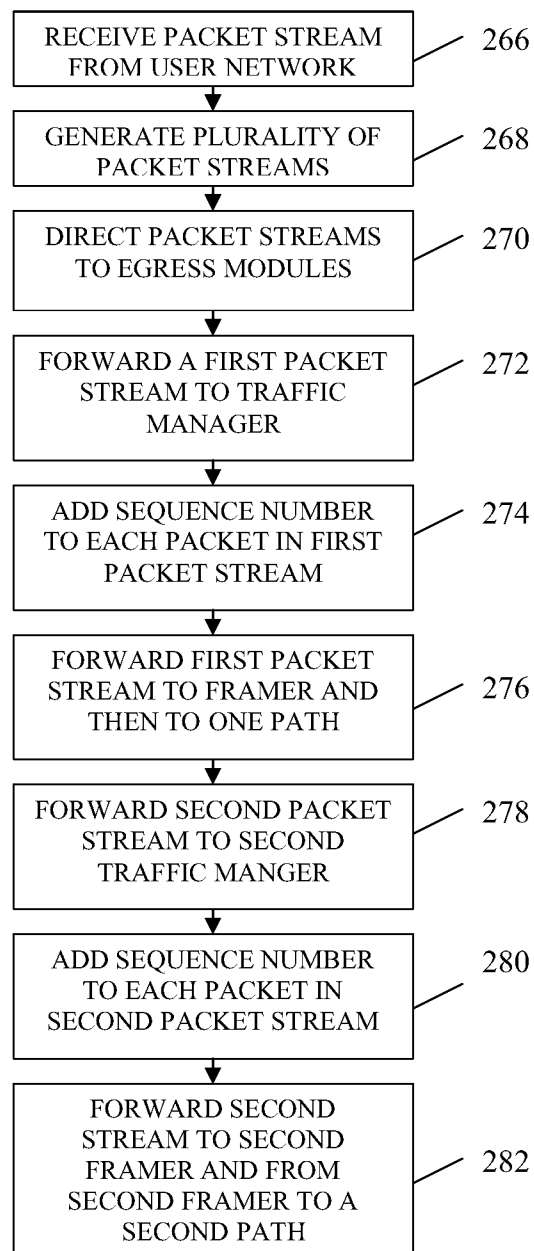 RECEIVE PACKET STREAM
FROM USER NETWORK
266
GENERATE PLURALITY OF
PACKET STREAMS
268
DIRECT PACKET STREAMS
TO EGRESS MODULES
270
FORWARD A FIRST PACKET
STREAM TO TRAFFIC
MANAGER
272
ADD SEQUENCE NUMBER
TO EACH PACKET IN FIRST
PACKET STREAM
274
FORWARD FIRST PACKET
STREAM TO FRAMER AND
THEN TO ONE PATH
276
FORWARD SECOND PACKET
STREAM TO SECOND
TRAFFIC MANGER
278
ADD SEQUENCE NUMBER
TO EACH PACKET IN
SECOND PACKET STREAM
280
FORWARD SECOND
STREAM TO SECOND
FRAMER AND FROM
SECOND FRAMER TO A
SECOND PATH
282